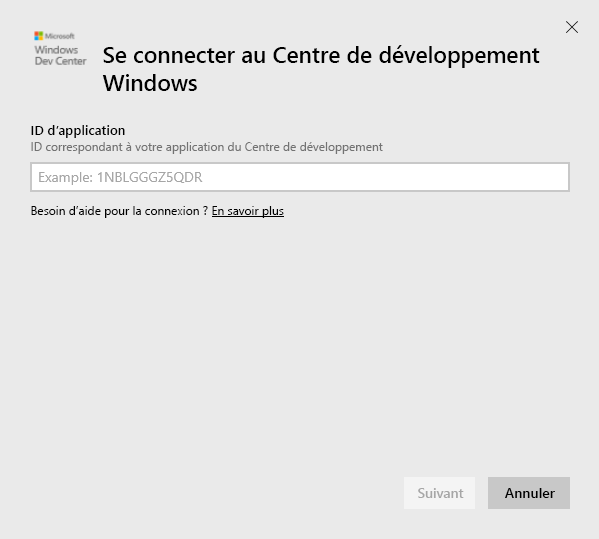 Microsoft
Windows
Dev Center
Se connecter au Centre de développement
Windows
ID d’application
ID correspondant à votre application du Centre de développement
Example: 1NBLGGGZ5QDR
Besoin d’aide pour la connexion ? En savoir plus
Suivant
Annuler